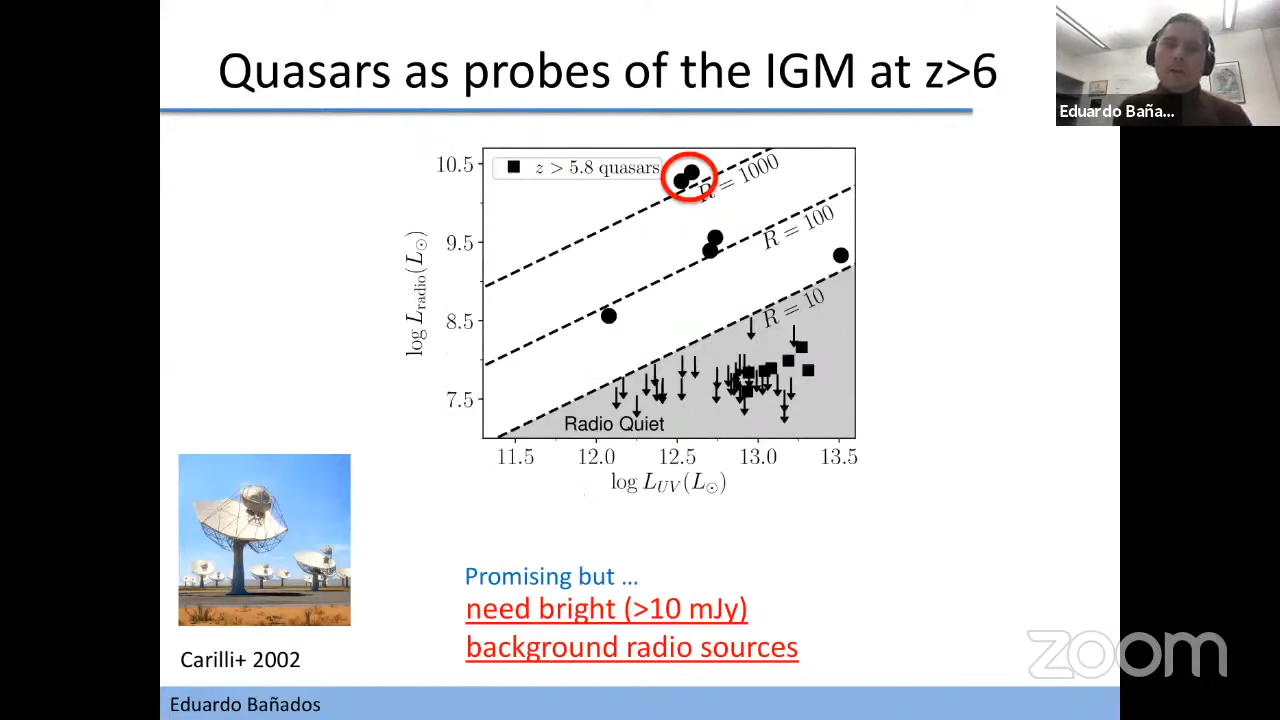 Quasars as probes of the IGM at z>6
Eduardo Baña...
10.5
9.5
8.5
7.5
log L_radio(L_⊙)
z > 5.8 quasars
R = 1000
R = 100
R = 10
Radio Quiet
11.5 12.0 12.5 13.0 13.5
log L_UV(L_⊙)
Promising but …
need bright (>10 mJy)
background radio sources
Carilli+ 2002
zoom
Eduardo Bañados